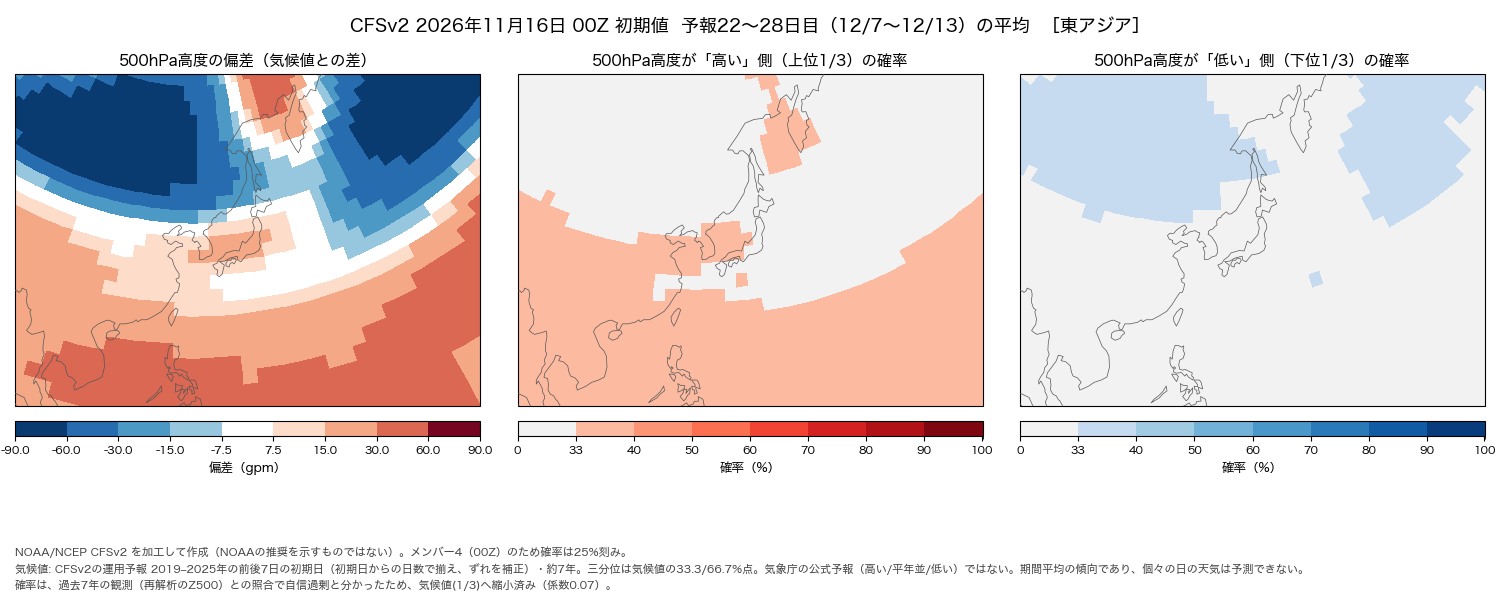 CFSv2 2026年11月16日 00Z 初期値 予報22～28日目（12/7～12/13）の平均 ［東アジア］
500hPa高度の偏差（気候値との差）
500hPa高度が「高い」側（上位1/3）の確率
500hPa高度が「低い」側（下位1/3）の確率
-90.0 -60.0 -30.0 -15.0 -7.5 7.5 15.0 30.0 60.0 90.0
偏差（gpm）
0 33 40 50 60 70 80 90 100
確率（%）
0 33 40 50 60 70 80 90 100
確率（%）
NOAA/NCEP CFSv2 を加工して作成（NOAAの推奨を示すものではない）。メンバー4（00Z）のため確率は25%刻み。
気候値: CFSv2の運用予報 2019–2025年の前後7日の初期日（初期日からの日数で揃え、ずれを補正）・約7年。三分位は気候値の33.3/66.7%点。気象庁の公式予報（高い/平年並/低い）ではない。期間平均の傾向であり、個々の日の天気は予測できない。
確率は、過去7年の観測（再解析のZ500）との照合で自信過剰と分かったため、気候値(1/3)へ縮小済み（係数0.07）。